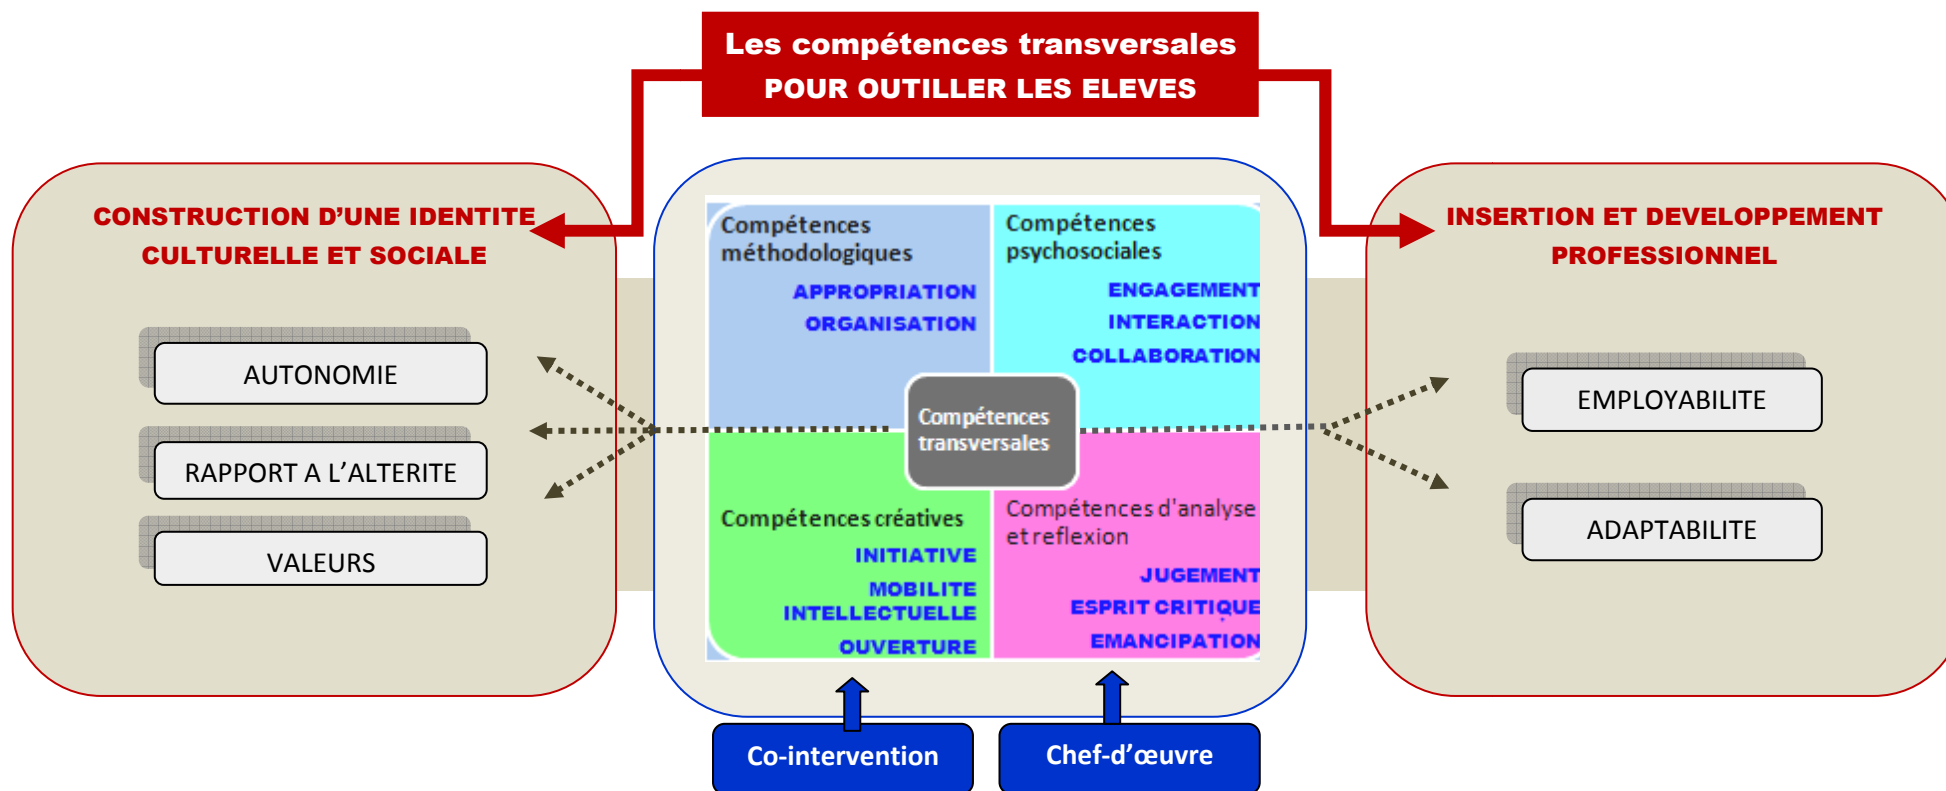 Les compétences transversales
POUR OUTILLER LES ELEVES
CONSTRUCTION D'UNE IDENTITE
CULTURELLE ET SOCIALE
AUTONOMIE
RAPPORT A L'ALTERITE
VALEURS
Compétences
méthodologiques
APPROPRIATION
ORGANISATION
Compétences
psychosociales
ENGAGEMENT
INTERACTION
COLLABORATION
Compétences
transversales
Compétences créatives
INITIATIVE
MOBILITE
INTELLECTUELLE
OUVERTURE
Compétences d'analyse
et reflexion
JUGEMENT
ESPRIT CRITIQUE
EMANCIPATION
Co-intervention
Chef-d'œuvre
INSERTION ET DEVELOPPEMENT
PROFESSIONNEL
EMPLOYABILITE
ADAPTABILITE